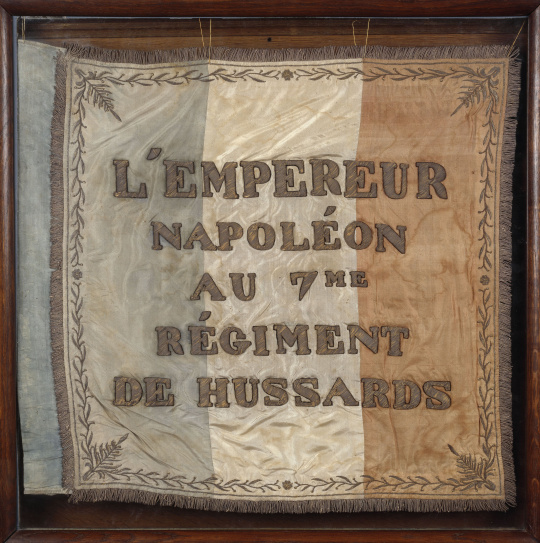 L'EMPEREUR
NAPOLÉON
AU 7ME
RÉGIMENT
DE HUSSARDS